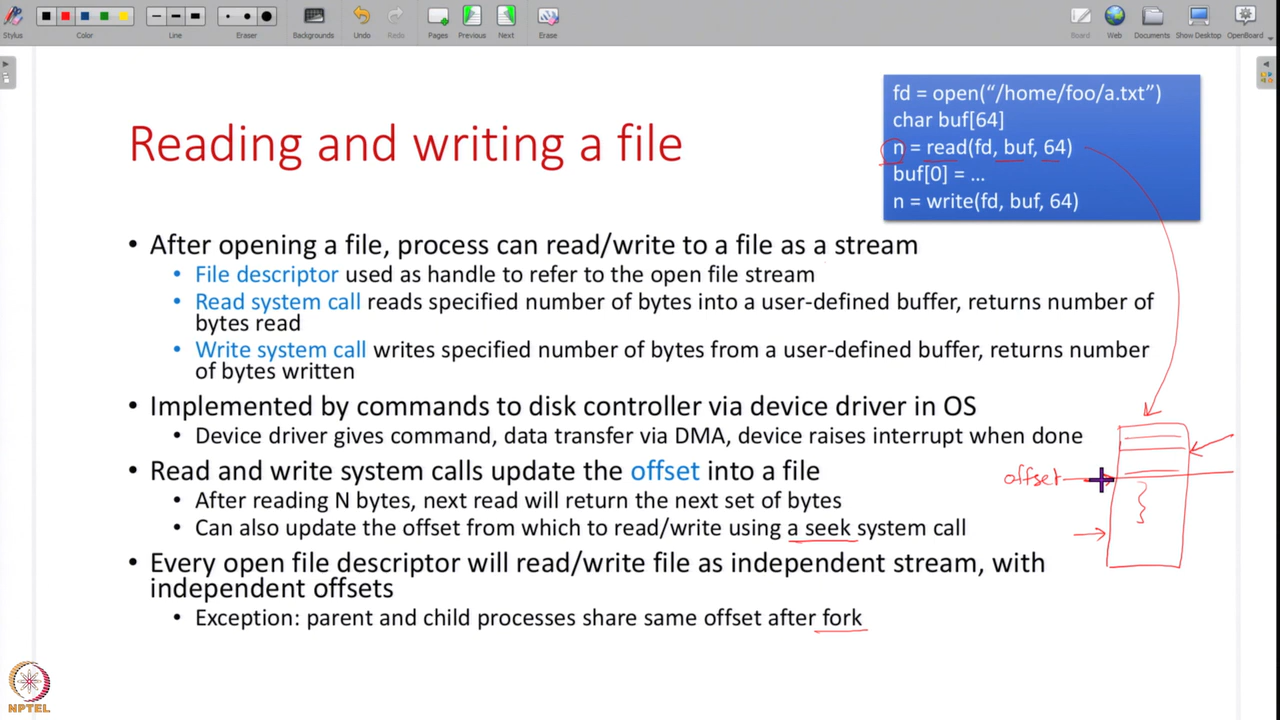 Stylus
Color
Line
Eraser
Backgrounds
Undo
Redo
Pages
Previous
Next
Erase
Board
Web
Documents
Show Desktop
OpenBoard
fd = open(“/home/foo/a.txt”)
char buf[64]
n = read(fd, buf, 64)
buf[0] = …
n = write(fd, buf, 64)
Reading and writing a file
• After opening a file, process can read/write to a file as a stream
• File descriptor used as handle to refer to the open file stream
• Read system call reads specified number of bytes into a user-defined buffer, returns number of
bytes read
• Write system call writes specified number of bytes from a user-defined buffer, returns number
of bytes written
• Implemented by commands to disk controller via device driver in OS
• Device driver gives command, data transfer via DMA, device raises interrupt when done
• Read and write system calls update the offset into a file
• After reading N bytes, next read will return the next set of bytes
• Can also update the offset from which to read/write using a seek system call
• Every open file descriptor will read/write file as independent stream, with
independent offsets
• Exception: parent and child processes share same offset after fork
offset
NPTEL